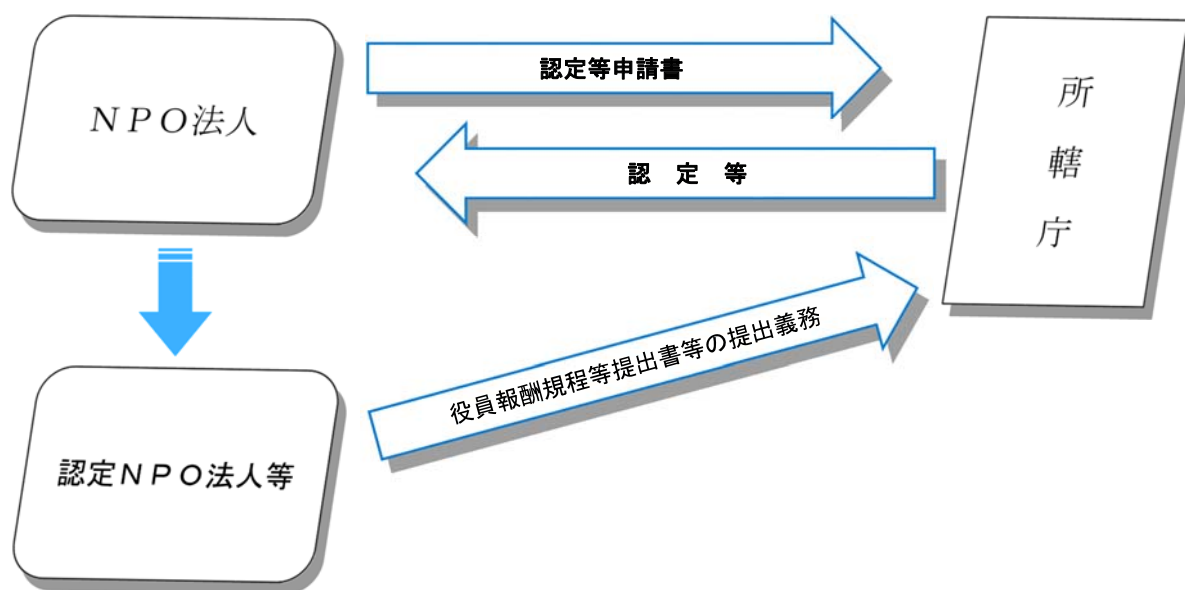 NPO法人
認定等申請書
所轄庁
認 定 等
役員報酬規程等提出書等の提出義務
認定NPO法人等